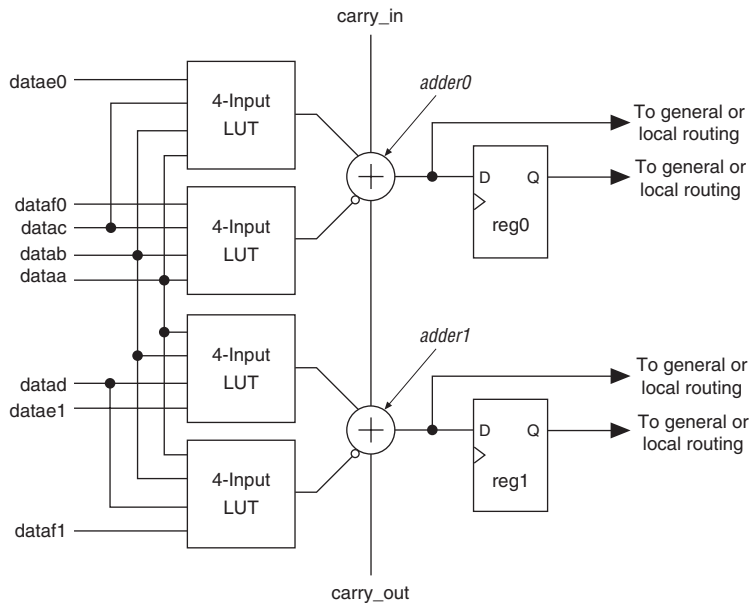 carry_in
adder0
datae0
4-Input
LUT
To general or
local routing
To general or
local routing
D Q
reg0
dataf0
datac
datab
dataa
4-Input
LUT
adder1
4-Input
LUT
To general or
local routing
datad
datae1
To general or
local routing
D Q
reg1
4-Input
LUT
dataf1
carry_out